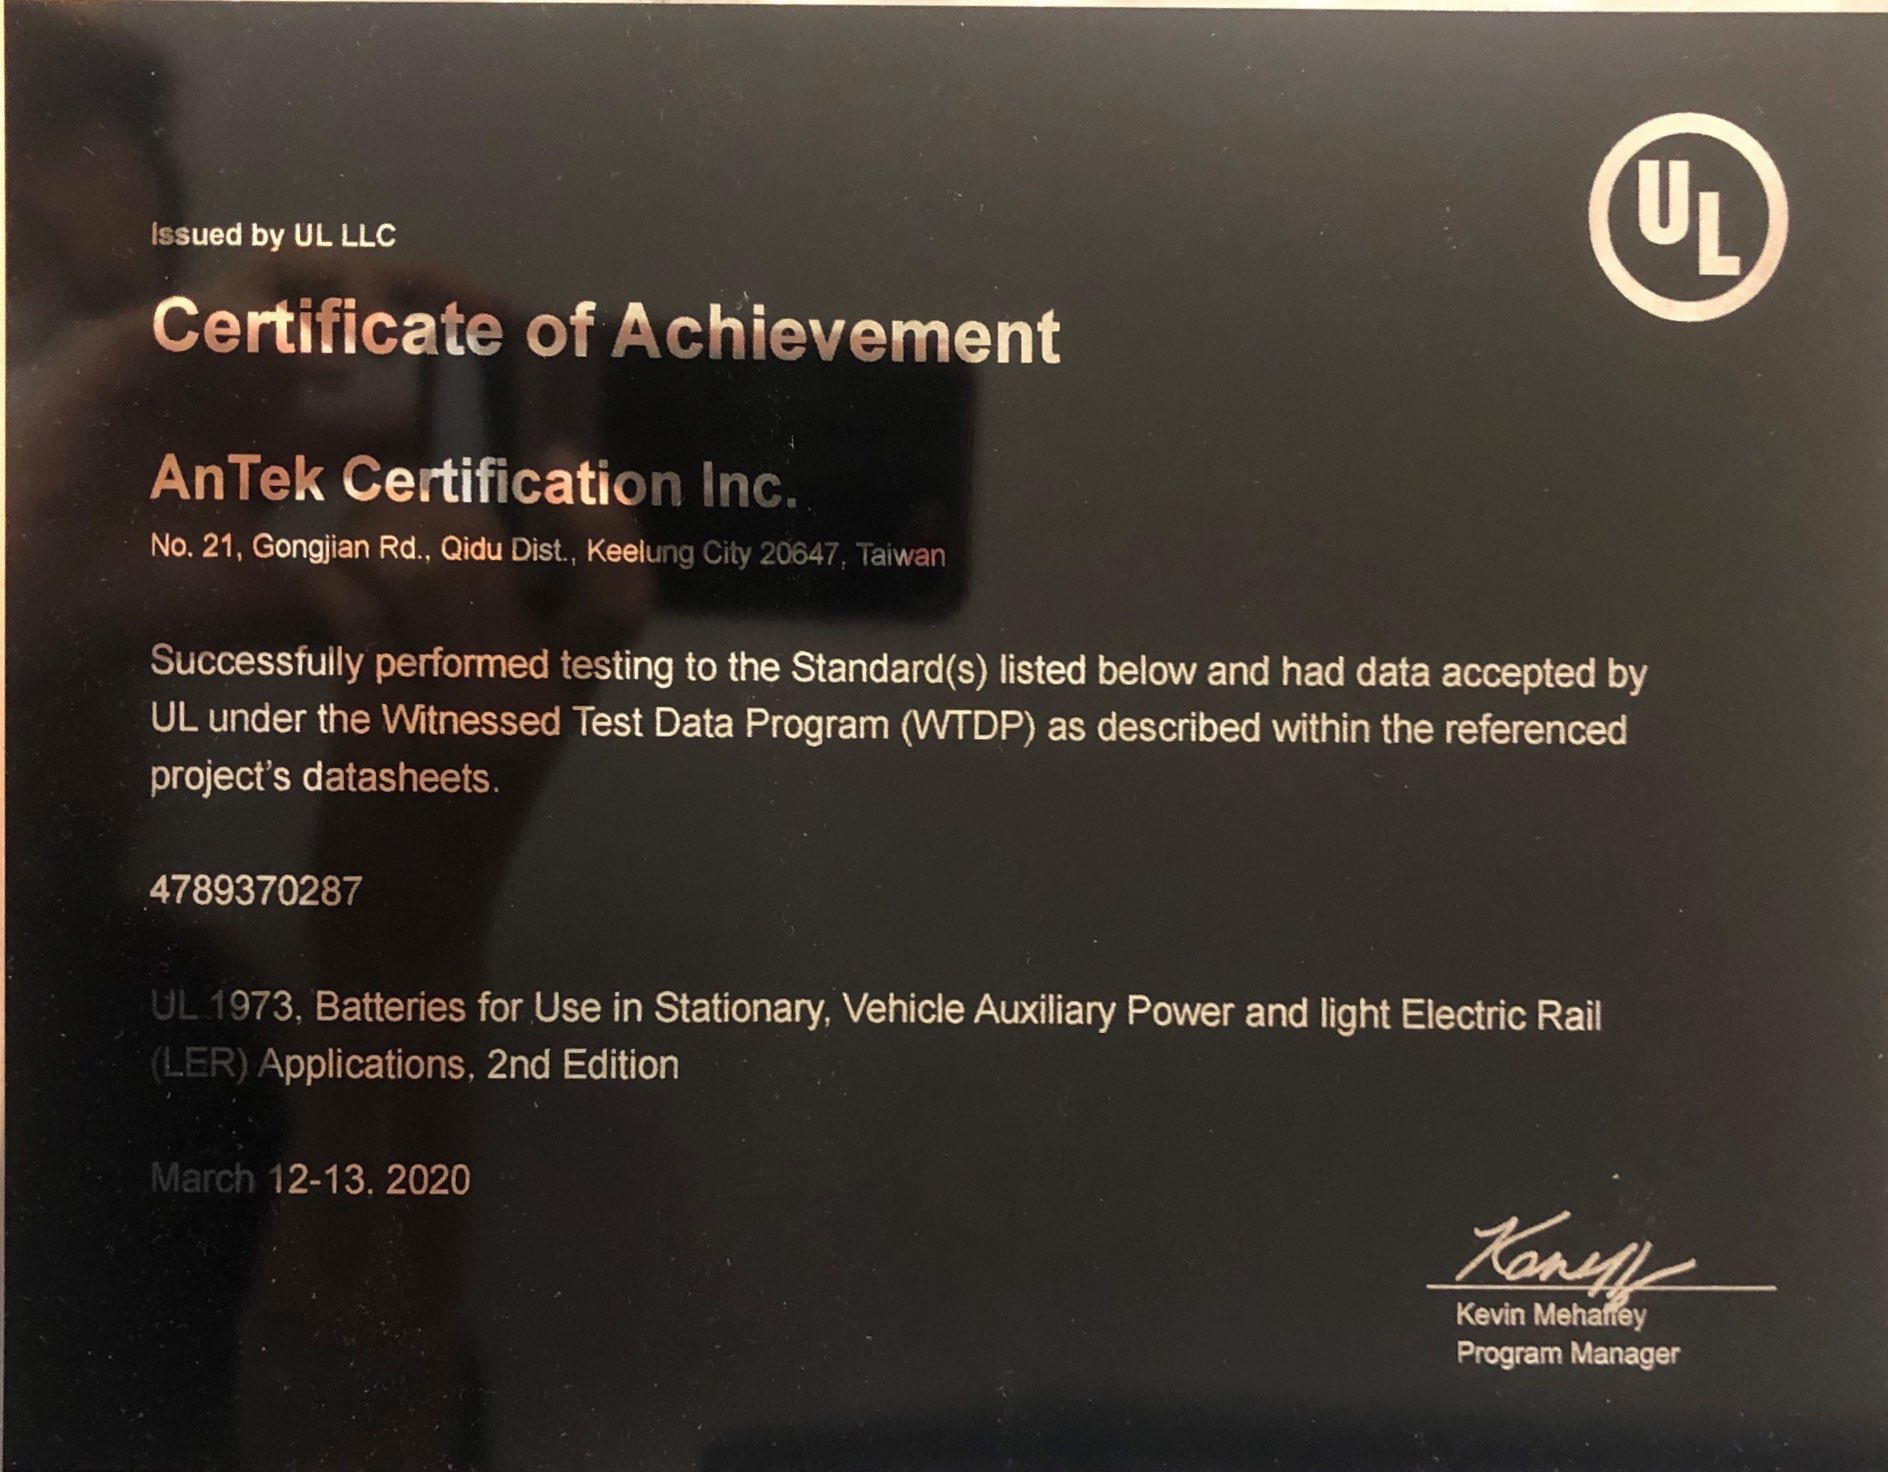 UL
Issued by UL LLC
Certificate of Achievement
AnTek Certification Inc.
No. 21, Gongjian Rd., Qidu Dist., Keelung City 20647, Taiwan
Successfully performed testing to the Standard(s) listed below and had data accepted by
UL under the Witnessed Test Data Program (WTDP) as described within the referenced
project's datasheets.
4789370287
UL 1973, Batteries for Use in Stationary, Vehicle Auxiliary Power and light Electric Rail
(LER) Applications, 2nd Edition
March 12-13, 2020
Kevin Mehaffey
Program Manager